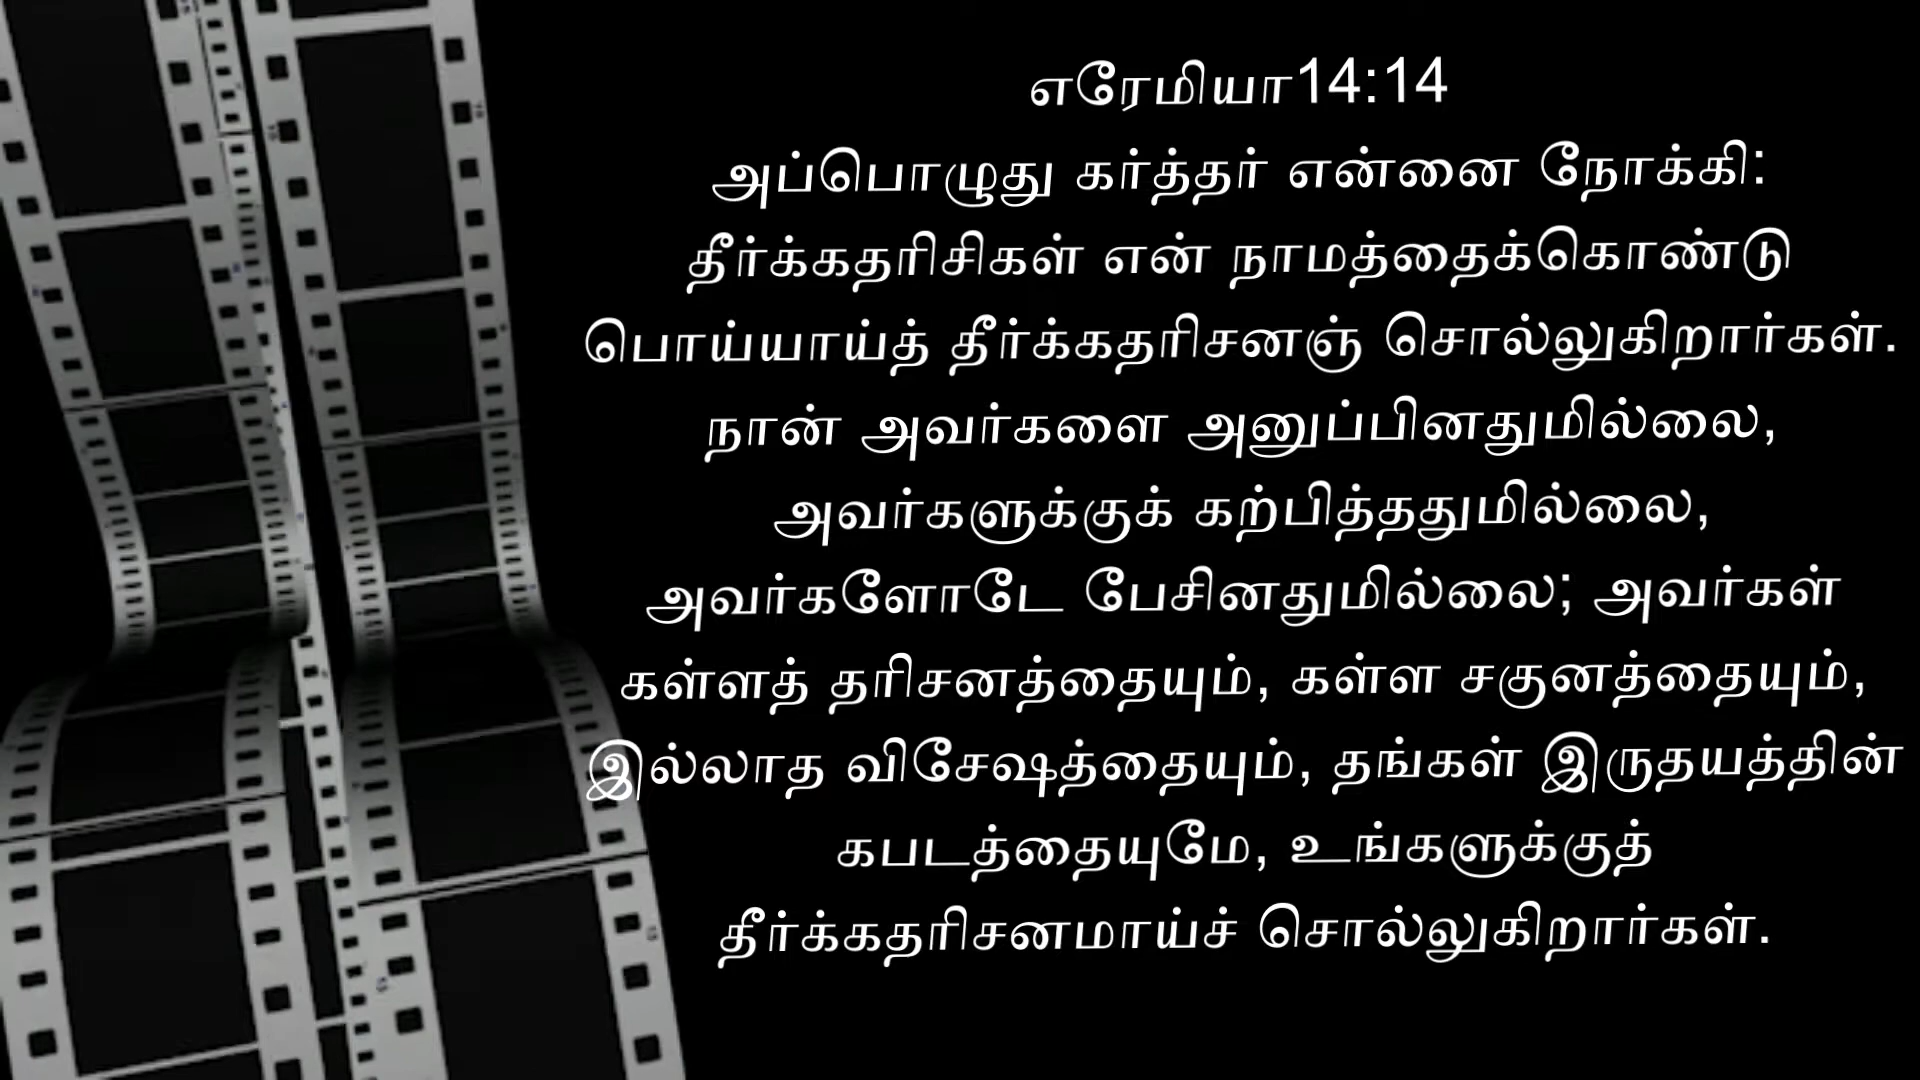 எரேமியா14:14
அப்பொழுது கர்த்தர் என்னை நோக்கி:
தீர்க்கதரிசிகள் என் நாமத்தைக்கொண்டு
பொய்யாய்த் தீர்க்கதரிசனஞ் சொல்லுகிறார்கள்.
நான் அவர்களை அனுப்பினதுமில்லை,
அவர்களுக்குக் கற்பித்ததுமில்லை,
அவர்களோடே பேசினதுமில்லை; அவர்கள்
கள்ளத் தரிசனத்தையும், கள்ள சகுனத்தையும்,
இல்லாத விசேஷத்தையும், தங்கள் இருதயத்தின்
கபடத்தையுமே, உங்களுக்குத்
தீர்க்கதரிசனமாய்ச் சொல்லுகிறார்கள்.